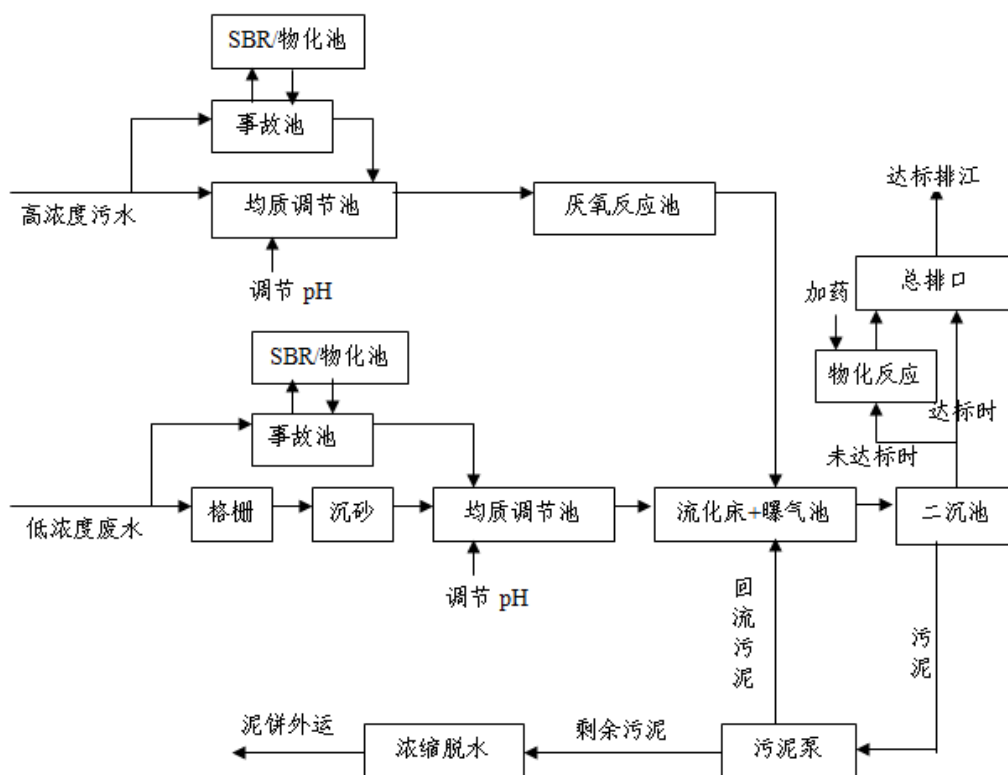 SBR/物化池
事故池
高浓度污水
均质调节池
厌氧反应池
达标排江
调节 pH
加药
总排口
SBR/物化池
物化反应
事故池
达标时
未达标时
低浓度废水
格栅
沉砂
均质调节池
流化床+曝气池
二沉池
调节 pH
回流污泥
污泥
泥饼外运
浓缩脱水
剩余污泥
污泥泵